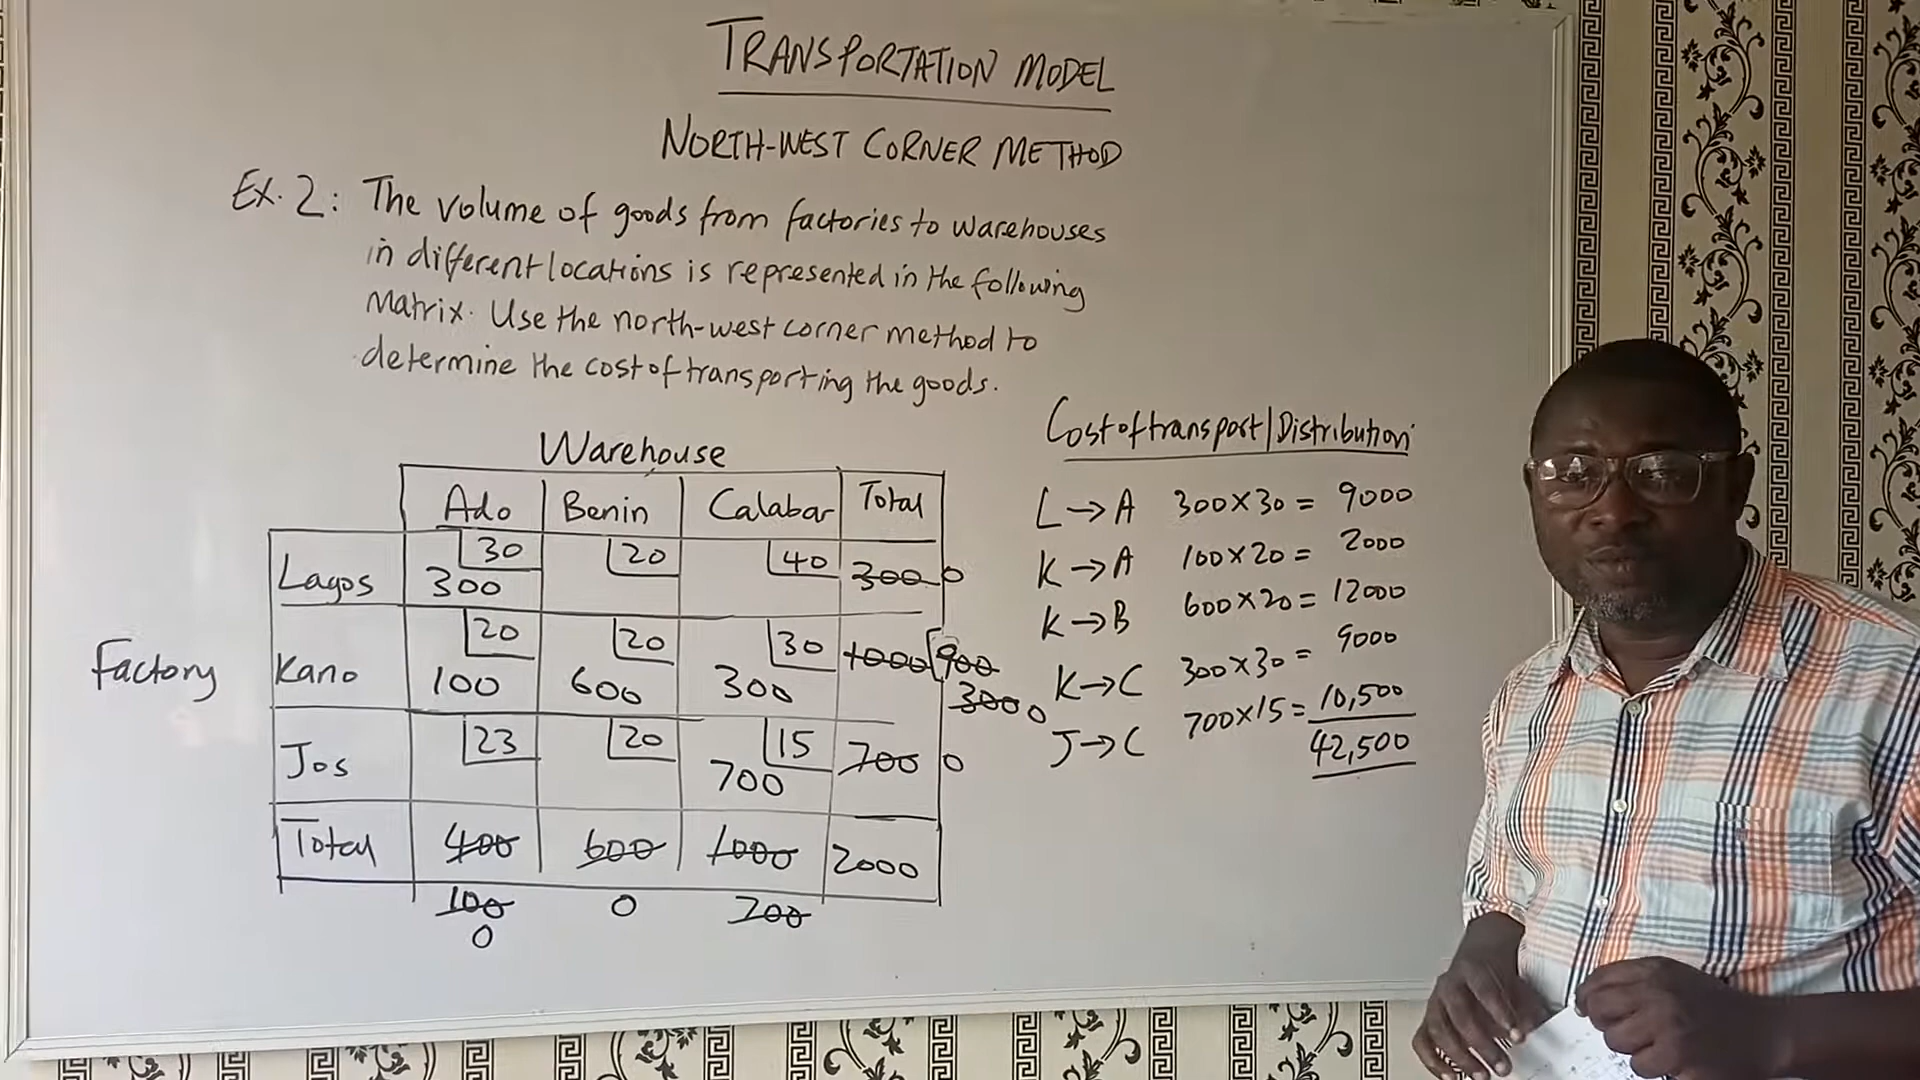 TRANSPORTATION MODEL
NORTH-WEST CORNER METHOD
Ex. 2: The volume of goods from factories to warehouses
in different locations is represented in the following
Matrix. Use the north-west corner method to
determine the cost of transporting the goods.
Warehouse
Ado Benin Calabar Total
Lagos 30 300 20 40 300 0
Factory
Kano 20 100 20 600 30 300 1000 900 300 0
Jos 23 20 15 700 700 0
Total 400 600 1000 2000
100 0 700
0
Cost of transport/Distribution
L → A 300 × 30 = 9000
K → A 100 × 20 = 2000
K → B 600 × 20 = 12000
K → C 300 × 30 = 9000
J → C 700 × 15 = 10,500
42,500